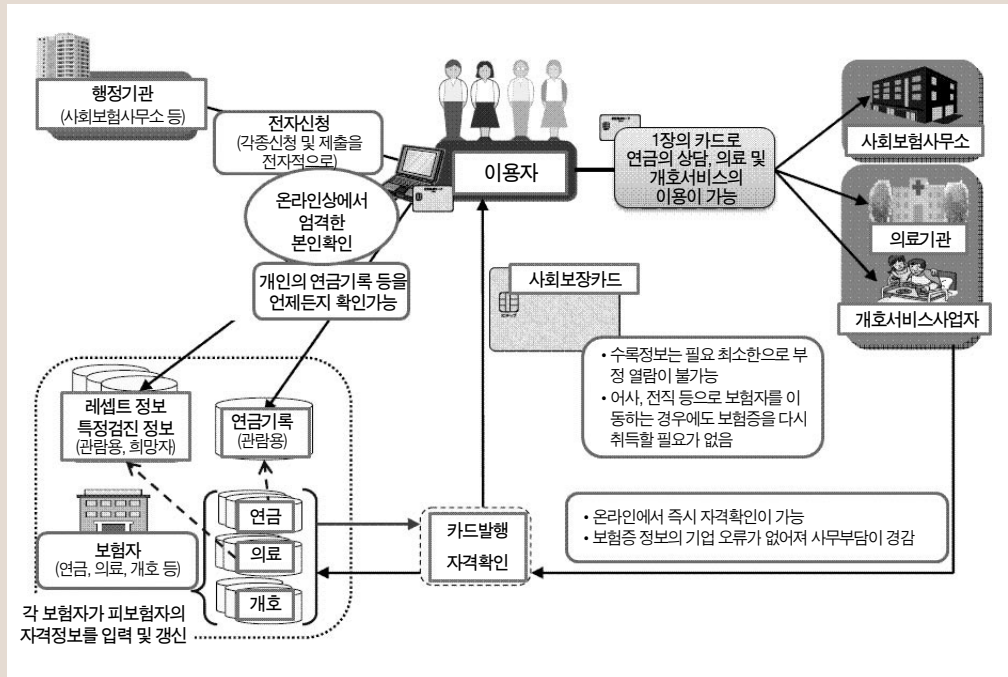 행정기관
(사회보험사무소 등)
전자신청
(각종신청 및 제출을
전자적으로)
온라인상에서
엄격한
본인확인
개인의 연금기록 등을
언제든지 확인가능
이용자
1장의 카드로
연금의 상담, 의료 및
개호서비스의
이용이 가능
사회보험사무소
의료기관
개호서비스사업자
사회보장카드
• 수록정보는 필요 최소한으로 부
정 열람이 불가능
• 어사, 전직 등으로 보험자를 이
동하는 경우에도 보험증을 다시
취득할 필요가 없음
레셉트 정보
특정검진 정보
(관람용, 희망자)
연금기록
(관람용)
보험자
(연금, 의료, 개호 등)
연금
의료
개호
각 보험자가 피보험자의
자격정보를 입력 및 갱신
카드발행
자격확인
• 온라인에서 즉시 자격확인이 가능
• 보험증 정보의 기업 오류가 없어져 사무부담이 경감